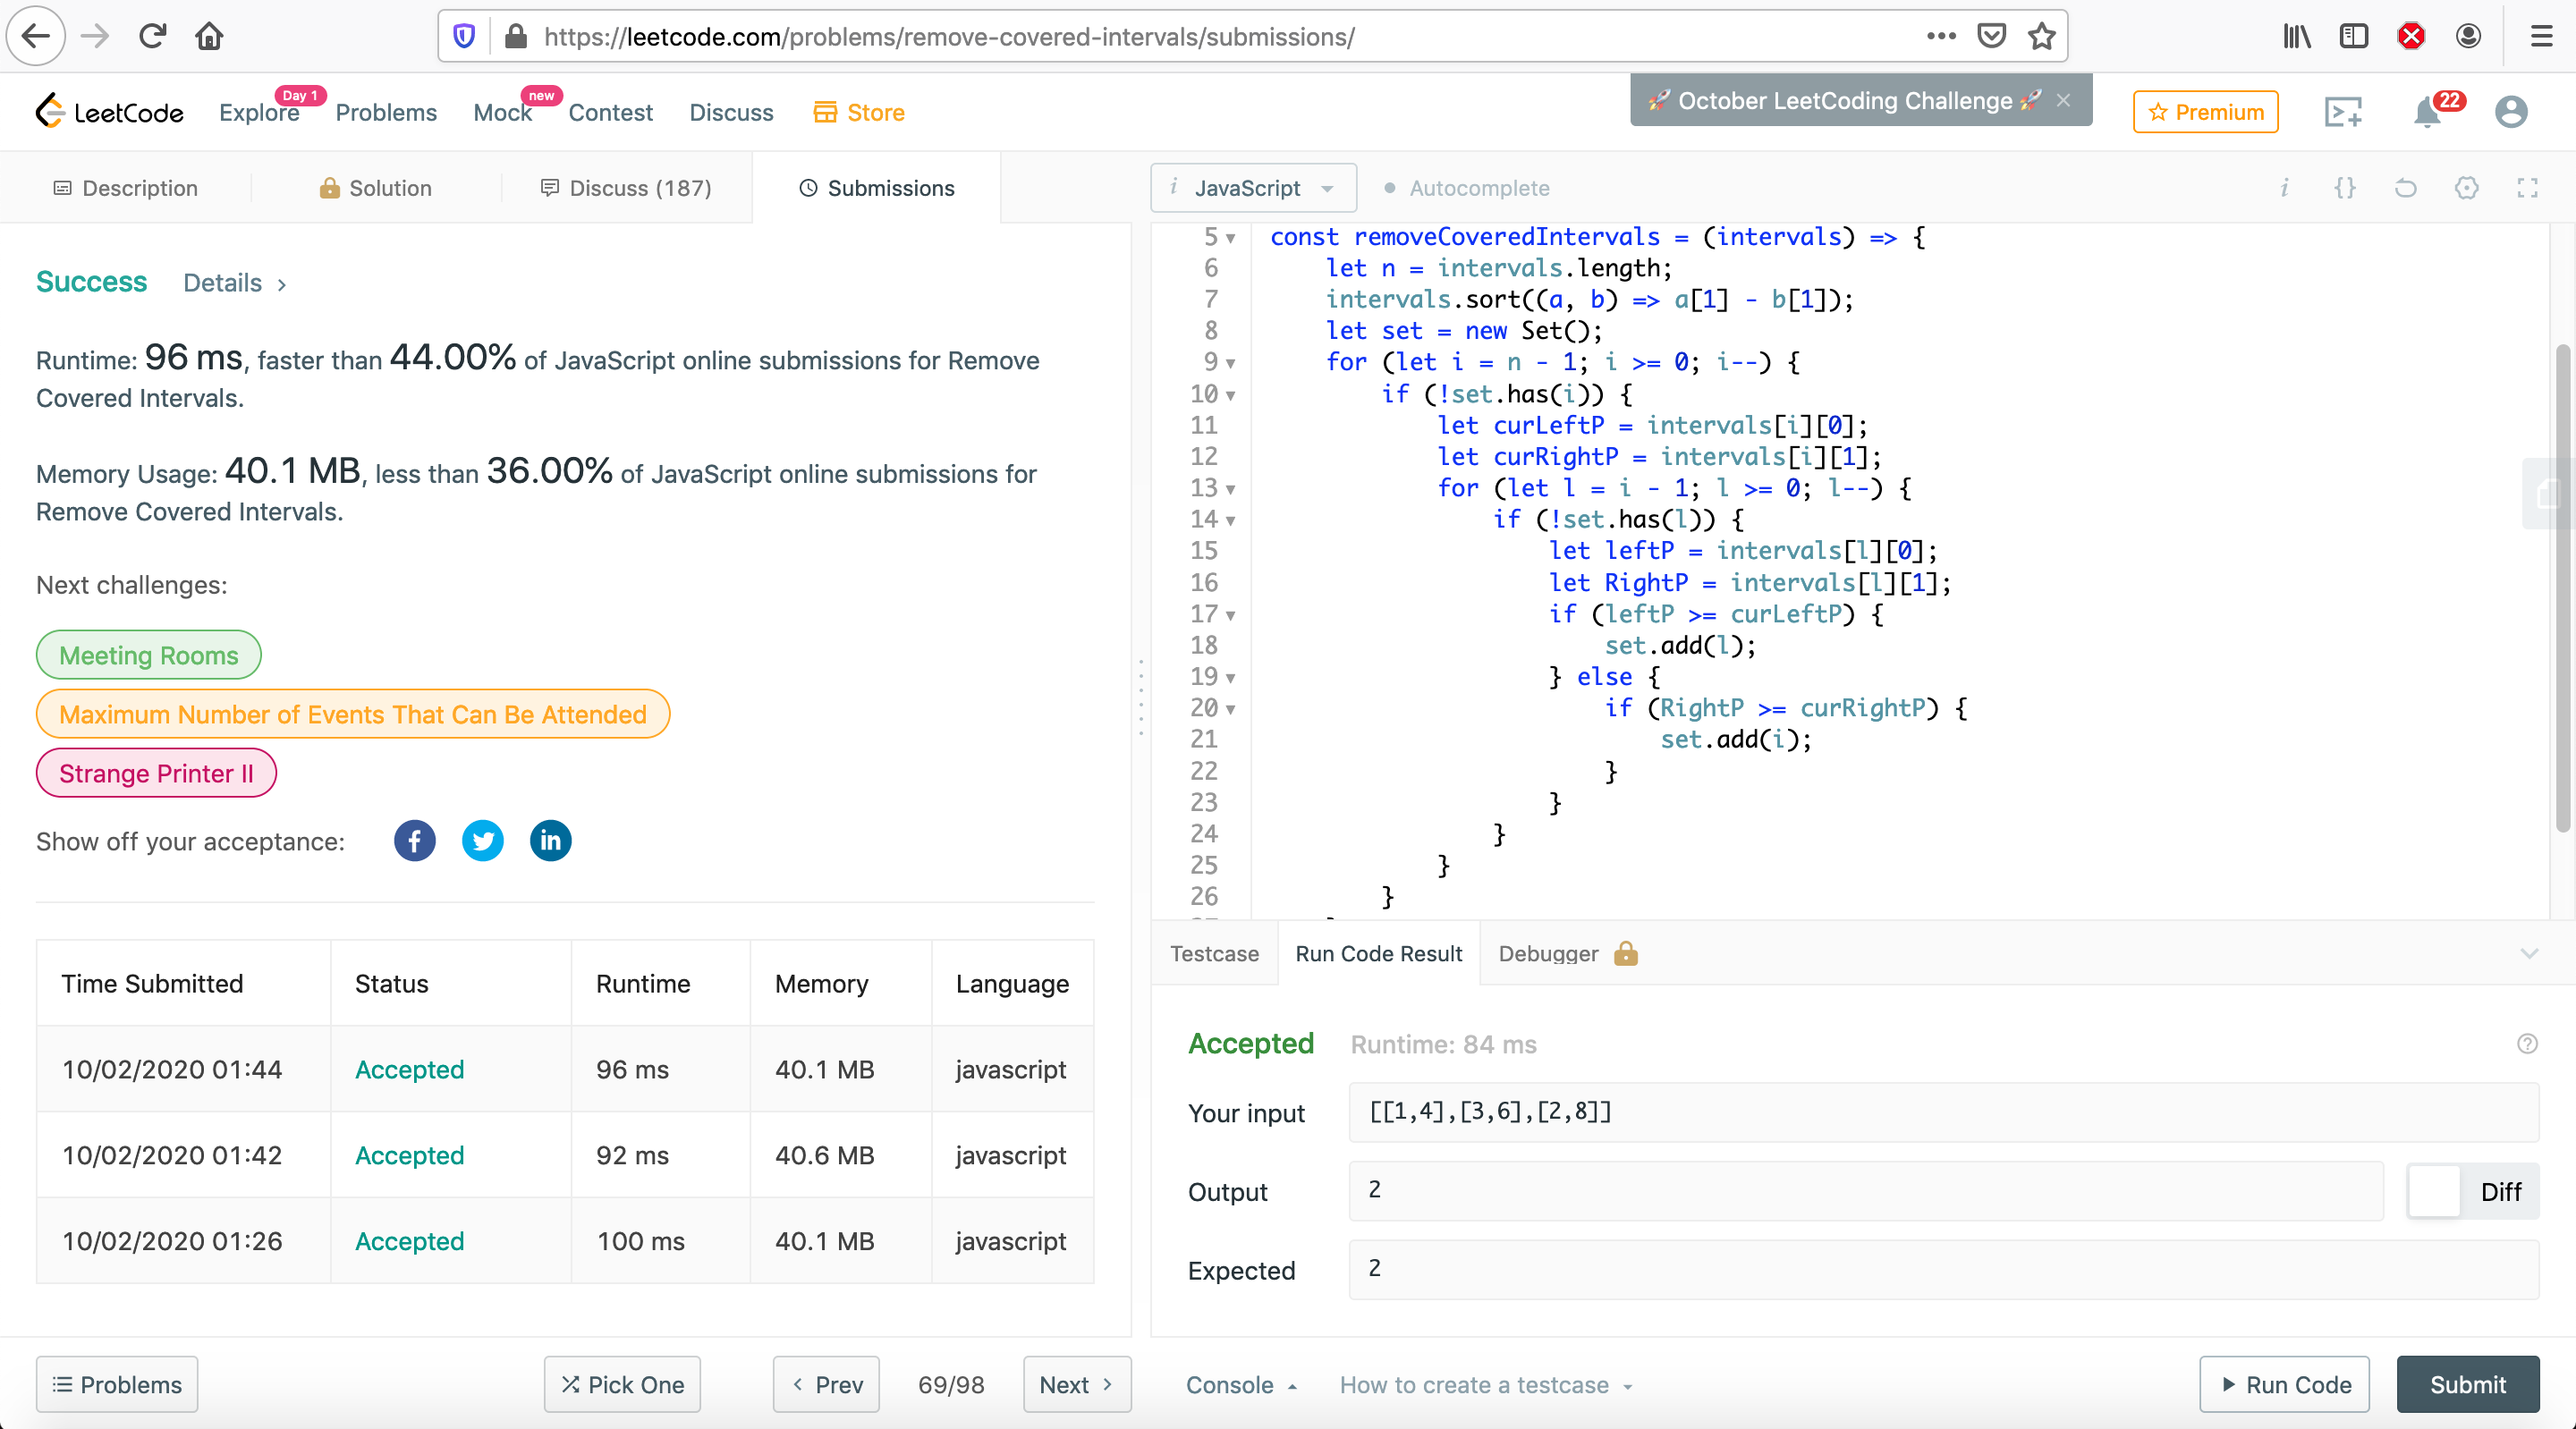 https://leetcode.com/problems/remove-covered-intervals/submissions/
LeetCode Explore Day 1 Problems Mock new Contest Discuss Store 🚀 October LeetCoding Challenge 🚀 × Premium 22
Description Solution Discuss (187) Submissions
i JavaScript Autocomplete i {}
Success Details >
Runtime: 96 ms, faster than 44.00% of JavaScript online submissions for Remove
Covered Intervals.
Memory Usage: 40.1 MB, less than 36.00% of JavaScript online submissions for
Remove Covered Intervals.
Next challenges:
Meeting Rooms
Maximum Number of Events That Can Be Attended
Strange Printer II
Show off your acceptance: f in
Time Submitted Status Runtime Memory Language
10/02/2020 01:44 Accepted 96 ms 40.1 MB javascript
10/02/2020 01:42 Accepted 92 ms 40.6 MB javascript
10/02/2020 01:26 Accepted 100 ms 40.1 MB javascript
5 const removeCoveredIntervals = (intervals) => {
6 let n = intervals.length;
7 intervals.sort((a, b) => a[1] - b[1]);
8 let set = new Set();
9 for (let i = n - 1; i >= 0; i--) {
10 if (!set.has(i)) {
11 let curLeftP = intervals[i][0];
12 let curRightP = intervals[i][1];
13 for (let l = i - 1; l >= 0; l--) {
14 if (!set.has(l)) {
15 let leftP = intervals[l][0];
16 let RightP = intervals[l][1];
17 if (leftP >= curLeftP) {
18 set.add(l);
19 } else {
20 if (RightP >= curRightP) {
21 set.add(i);
22 }
23 }
24 }
25 }
26 }
Testcase Run Code Result Debugger
Accepted Runtime: 84 ms
Your input [[1,4],[3,6],[2,8]]
Output 2 Diff
Expected 2
Problems Pick One < Prev 69/98 Next > Console How to create a testcase Run Code Submit